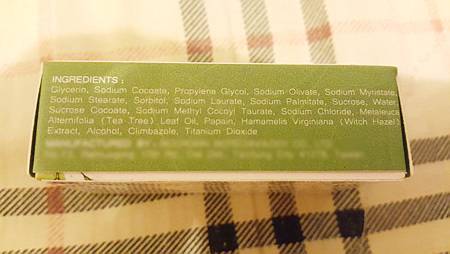 INGREDIENTS :
Glycerin, Sodium Cocoate, Propylene Glycol, Sodium Olivate, Sodium Myristate,
Sodium Stearate, Sorbitol, Sodium Laurate, Sodium Palmitate, Sucrose, Water,
Sucrose Cocoate, Sodium Methyl Cocoyl Taurate, Sodium Chloride, Melaleuca
Alternifolia (Tea Tree) Leaf Oil, Papain, Hamamelis Virginiana (Witch Hazel)
Extract, Alcohol, Climbazole, Titanium Dioxide